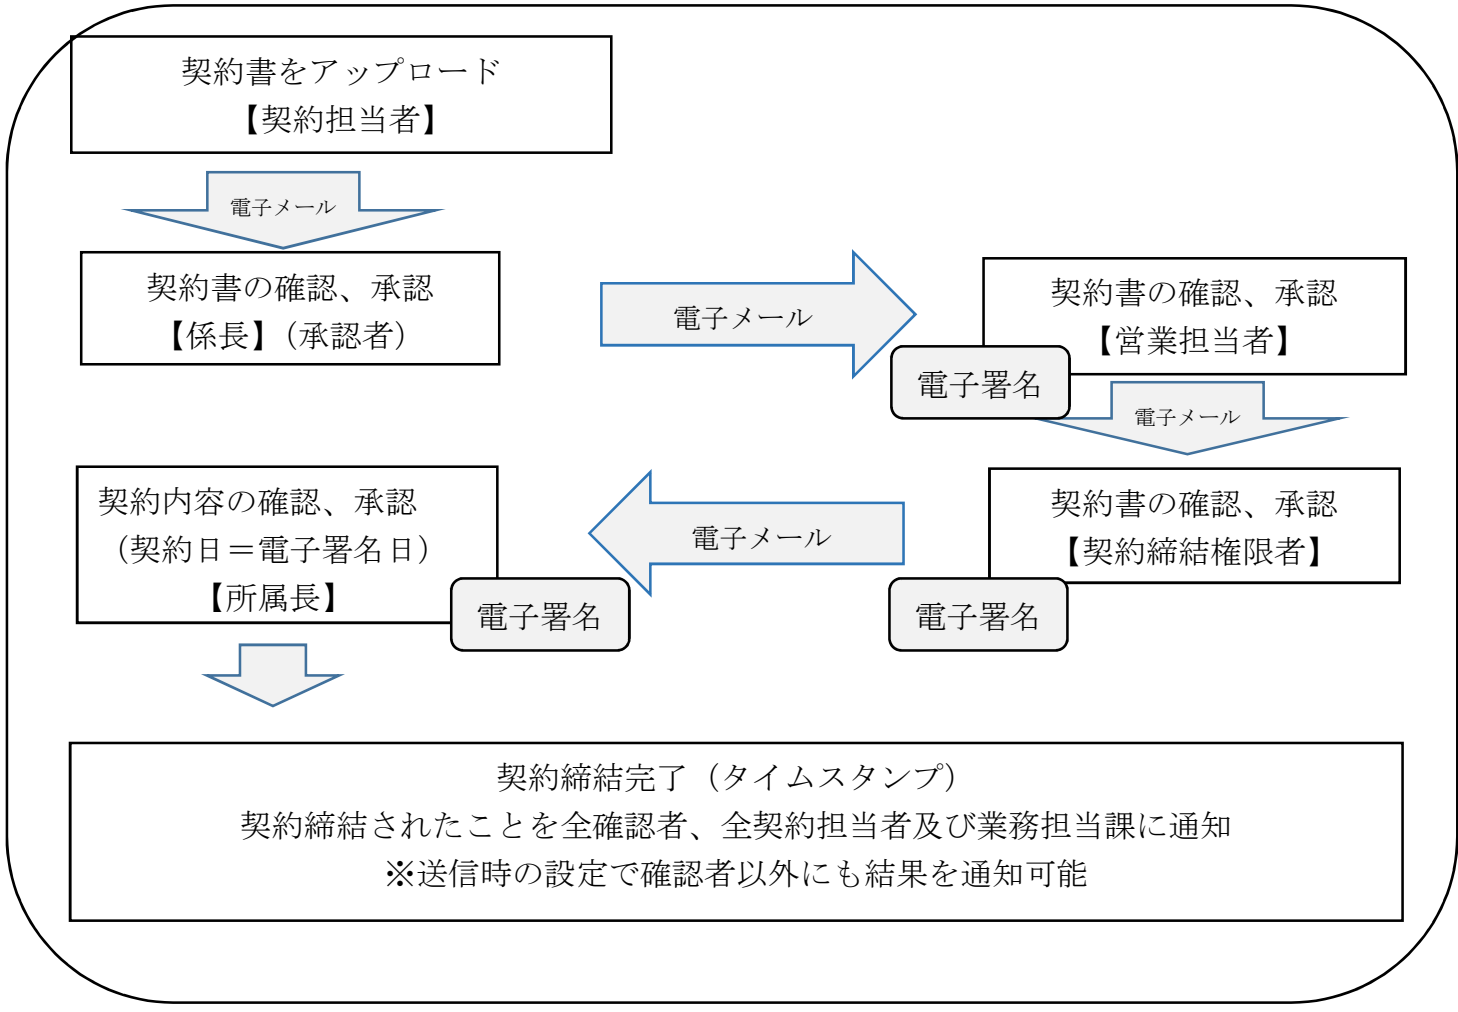 契約書をアップロード
【契約担当者】
電子メール
契約書の確認、承認
【係長】（承認者）
電子メール
契約書の確認、承認
【営業担当者】
電子署名
電子メール
契約書の確認、承認
【契約締結権限者】
電子署名
電子メール
契約内容の確認、承認
（契約日＝電子署名日）
【所属長】
電子署名
契約締結完了（タイムスタンプ）
契約締結されたことを全確認者、全契約担当者及び業務担当課に通知
※送信時の設定で確認者以外にも結果を通知可能